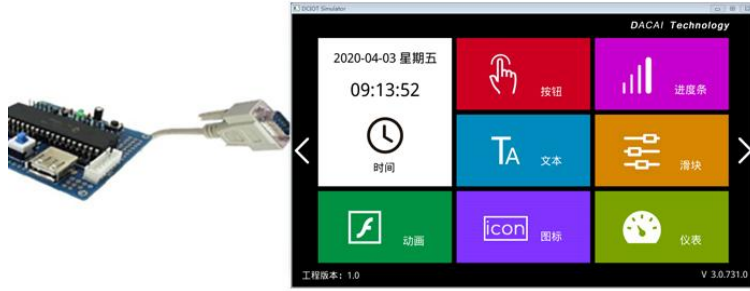 DCIOT Simulator
DACAI Technology
2020-04-03 星期五
09:13:52
时间
按钮
进度条
TA 文本
滑块
动画
icon 图标
仪表
工程版本：1.0
V 3.0.731.0